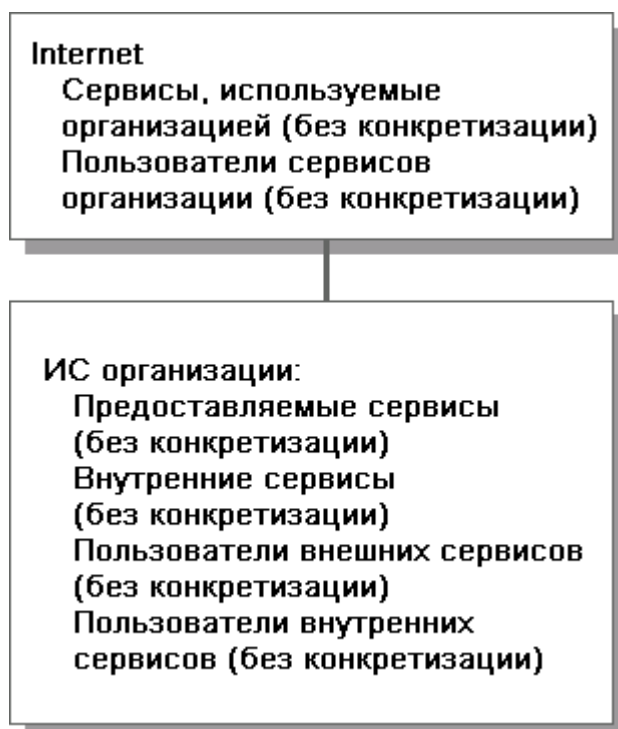 Internet
Сервисы, используемые
организацией (без конкретизации)
Пользователи сервисов
организации (без конкретизации)
ИС организации:
Предоставляемые сервисы
(без конкретизации)
Внутренние сервисы
(без конкретизации)
Пользователи внешних сервисов
(без конкретизации)
Пользователи внутренних
сервисов (без конкретизации)